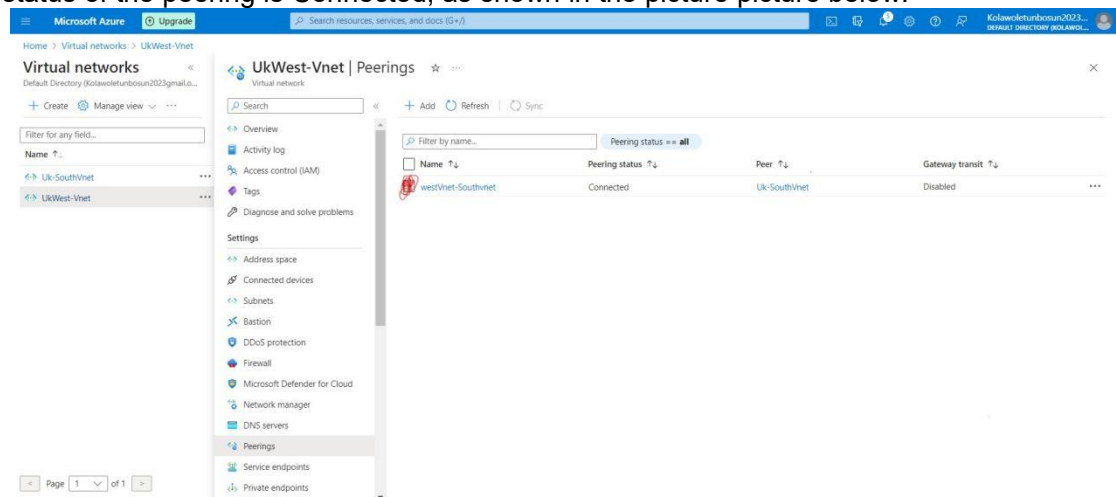 status of the peering is Connected, as shown in the picture picture below.
Microsoft Azure Upgrade Search resources, services, and docs (G+/) Kolawoletunbosun2023...
DEFAULT DIRECTORY (KOLAWOL...
Home > Virtual networks > UkWest-Vnet
Virtual networks «
Default Directory (Kolawoletunbosun2023gmail.o...
+ Create Manage view ...
Filter for any field...
Name ↑↓
Uk-SouthVnet ...
UkWest-Vnet ...
< Page 1 of 1 >
UkWest-Vnet | Peerings ☆ ...
Virtual network
Search «
Overview
Activity log
Access control (IAM)
Tags
Diagnose and solve problems
Settings
Address space
Connected devices
Subnets
Bastion
DDoS protection
Firewall
Microsoft Defender for Cloud
Network manager
DNS servers
Peerings
Service endpoints
Private endpoints
+ Add Refresh Sync
Filter by name... Peering status == all
Name ↑↓ Peering status ↑↓ Peer ↑↓ Gateway transit ↑↓
westVnet-Southvnet Connected Uk-SouthVnet Disabled ...